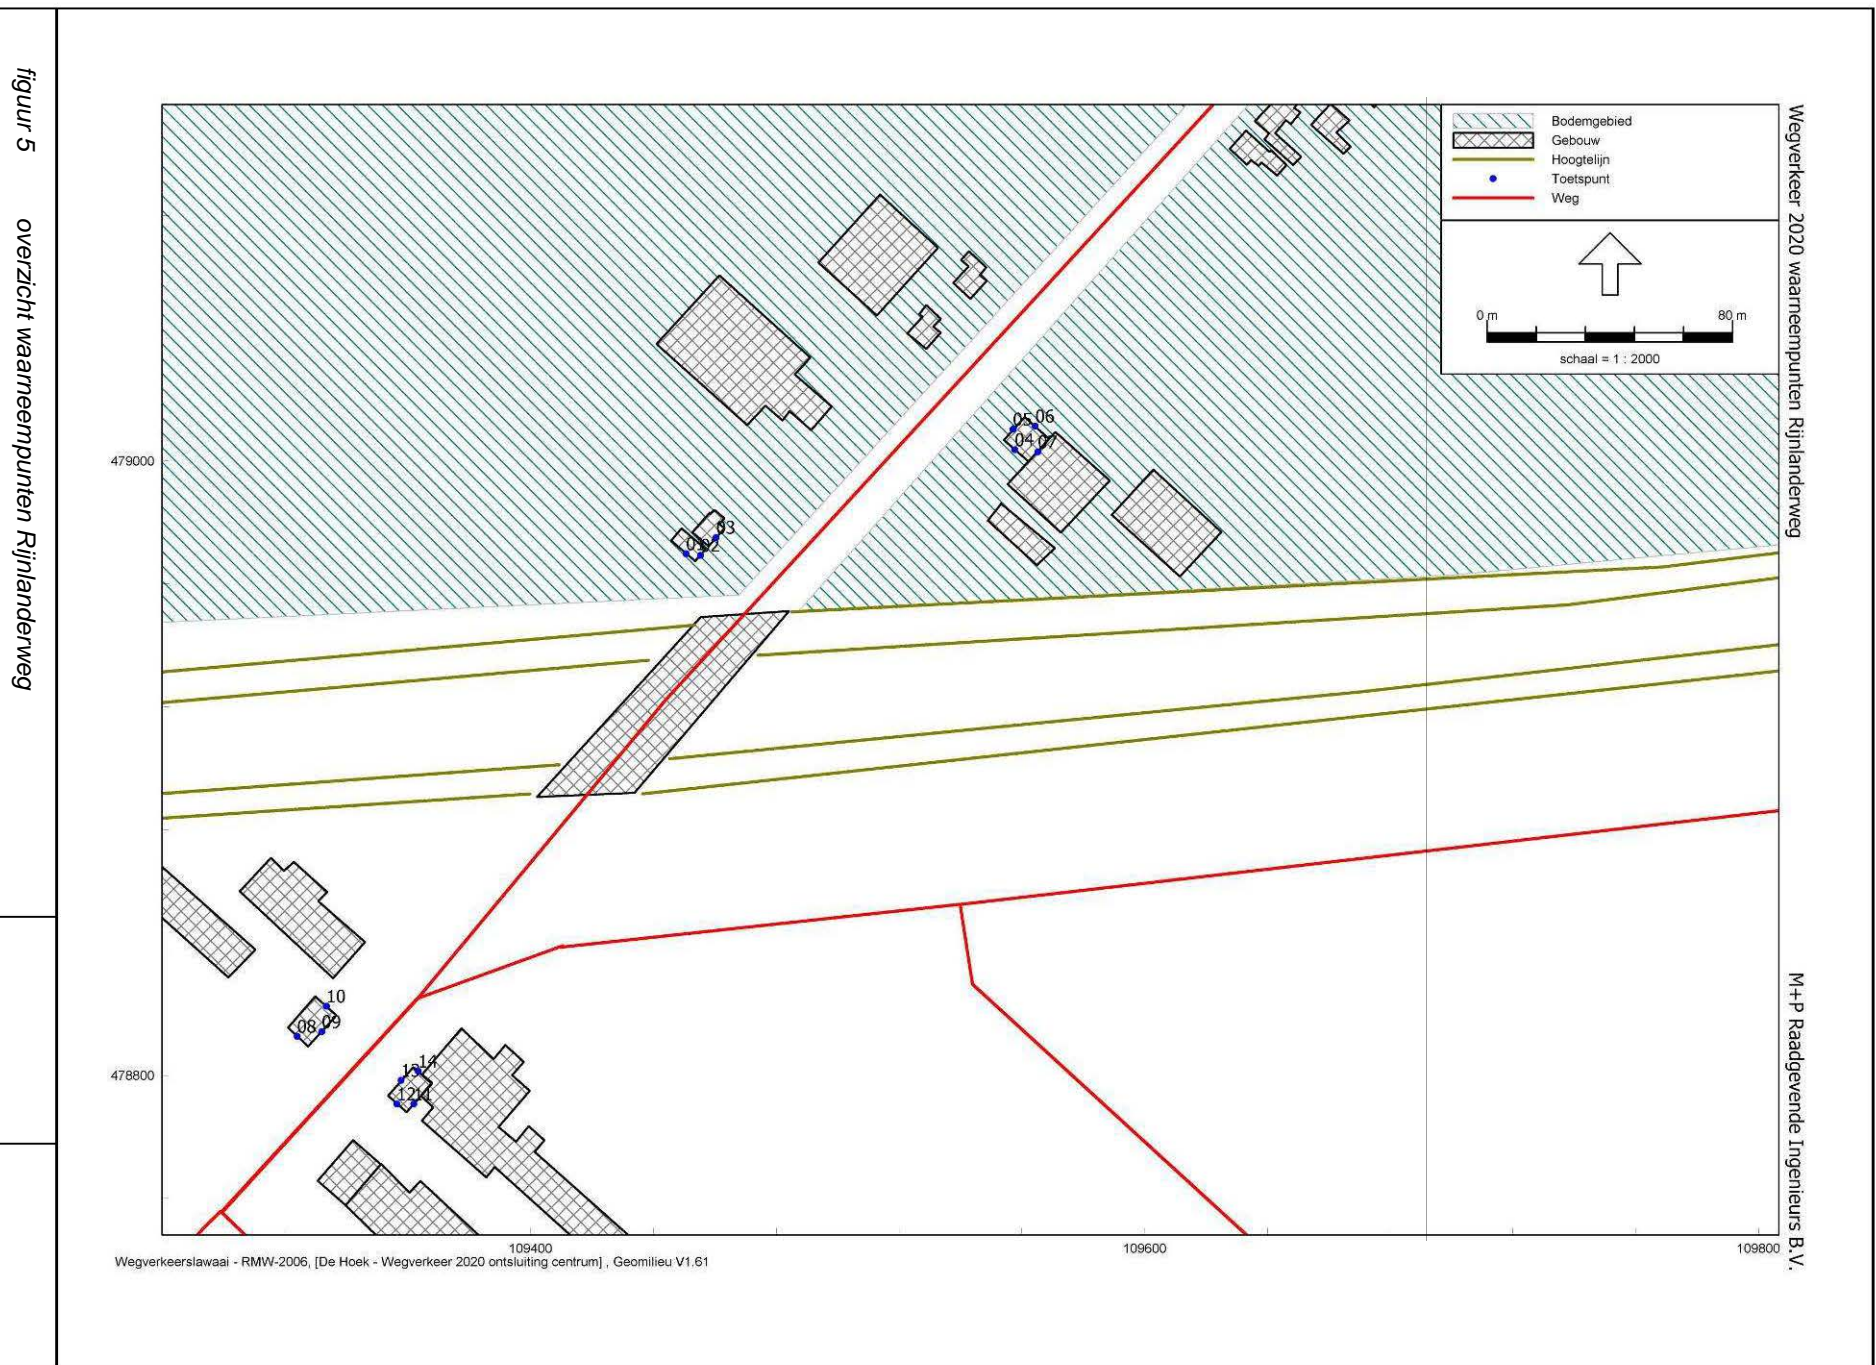 figuur 5 overzicht waarneempunten Rijnlanderweg
Wegverkeer 2020 waarneempunten Rijnlanderweg
M+P Raadgevende Ingenieurs B.V.
Bodemgebied
Gebouw
Hoogtelijn
Toetspunt
Weg
0 m 80 m
schaal = 1 : 2000
05 06
04 07
479000
03
01 02
10
08 09
14
13
12 11
478800
109400 109600 109800
Wegverkeerslawaai - RMW-2006, [De Hoek - Wegverkeer 2020 ontsluiting centrum] , Geomilieu V1.61